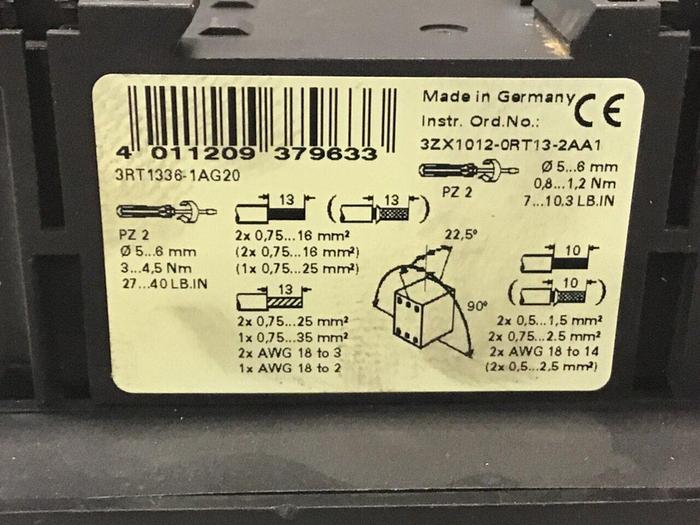 4 011209 379633
3RT1336-1AG20
Made in Germany CE
Instr. Ord.No.:
3ZX1012-0RT13-2AA1
PZ 2
Ø 5...6 mm
3...4,5 Nm
27...40 LB.IN
13 ( 13 )
2x 0,75...16 mm²
(2x 0,75...16 mm²)
(1x 0,75...25 mm²)
13
2x 0,75...25 mm²
1x 0,75...35 mm²
2x AWG 18 to 3
1x AWG 18 to 2
22,5°
90°
PZ 2
Ø 5...6 mm
0,8...1,2 Nm
7...10,3 LB.IN
10
( 10 )
2x 0,5...1,5 mm²
2x 0,75...2.5 mm²
2x AWG 18 to 14
(2x 0,5...2,5 mm²)